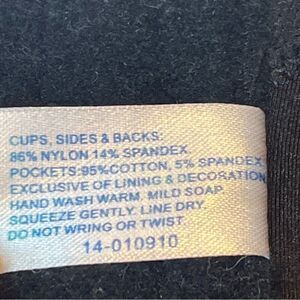 CUPS, SIDES & BACKS:
86% NYLON 14% SPANDEX
POCKETS:95%COTTON, 5% SPANDEX
EXCLUSIVE OF LINING & DECORATION
HAND WASH WARM. MILD SOAP.
SQUEEZE GENTLY. LINE DRY.
DO NOT WRING OR TWIST.
14-010910